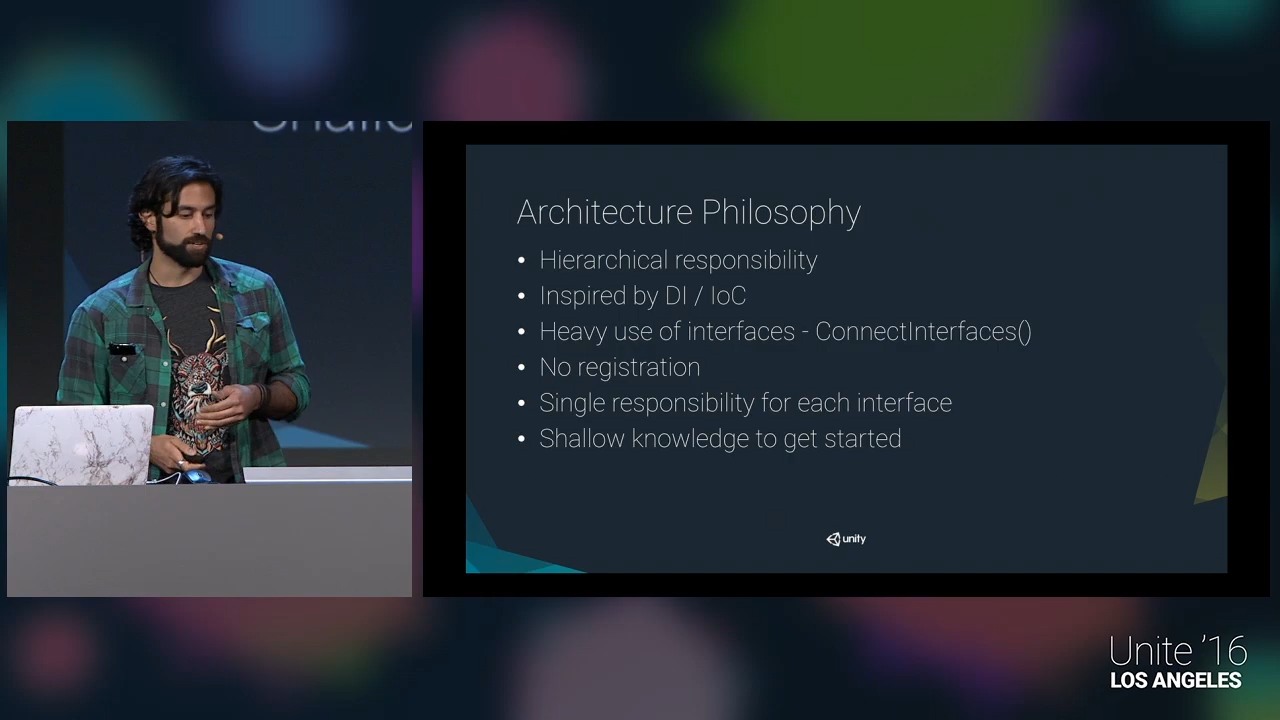 Architecture Philosophy
• Hierarchical responsibility
• Inspired by DI / IoC
• Heavy use of interfaces - ConnectInterfaces()
• No registration
• Single responsibility for each interface
• Shallow knowledge to get started
unity
Unite '16
LOS ANGELES